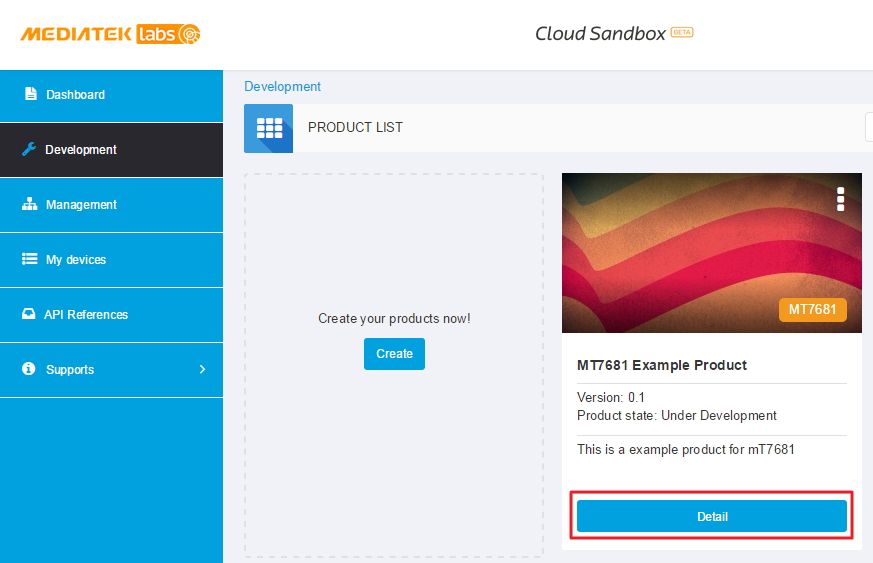 MEDIATEK labs
Cloud Sandbox BETA
Dashboard
Development
Management
My devices
API References
Supports
Development
PRODUCT LIST
Create your products now!
Create
MT7681
MT7681 Example Product
Version: 0.1
Product state: Under Development
This is a example product for mT7681
Detail